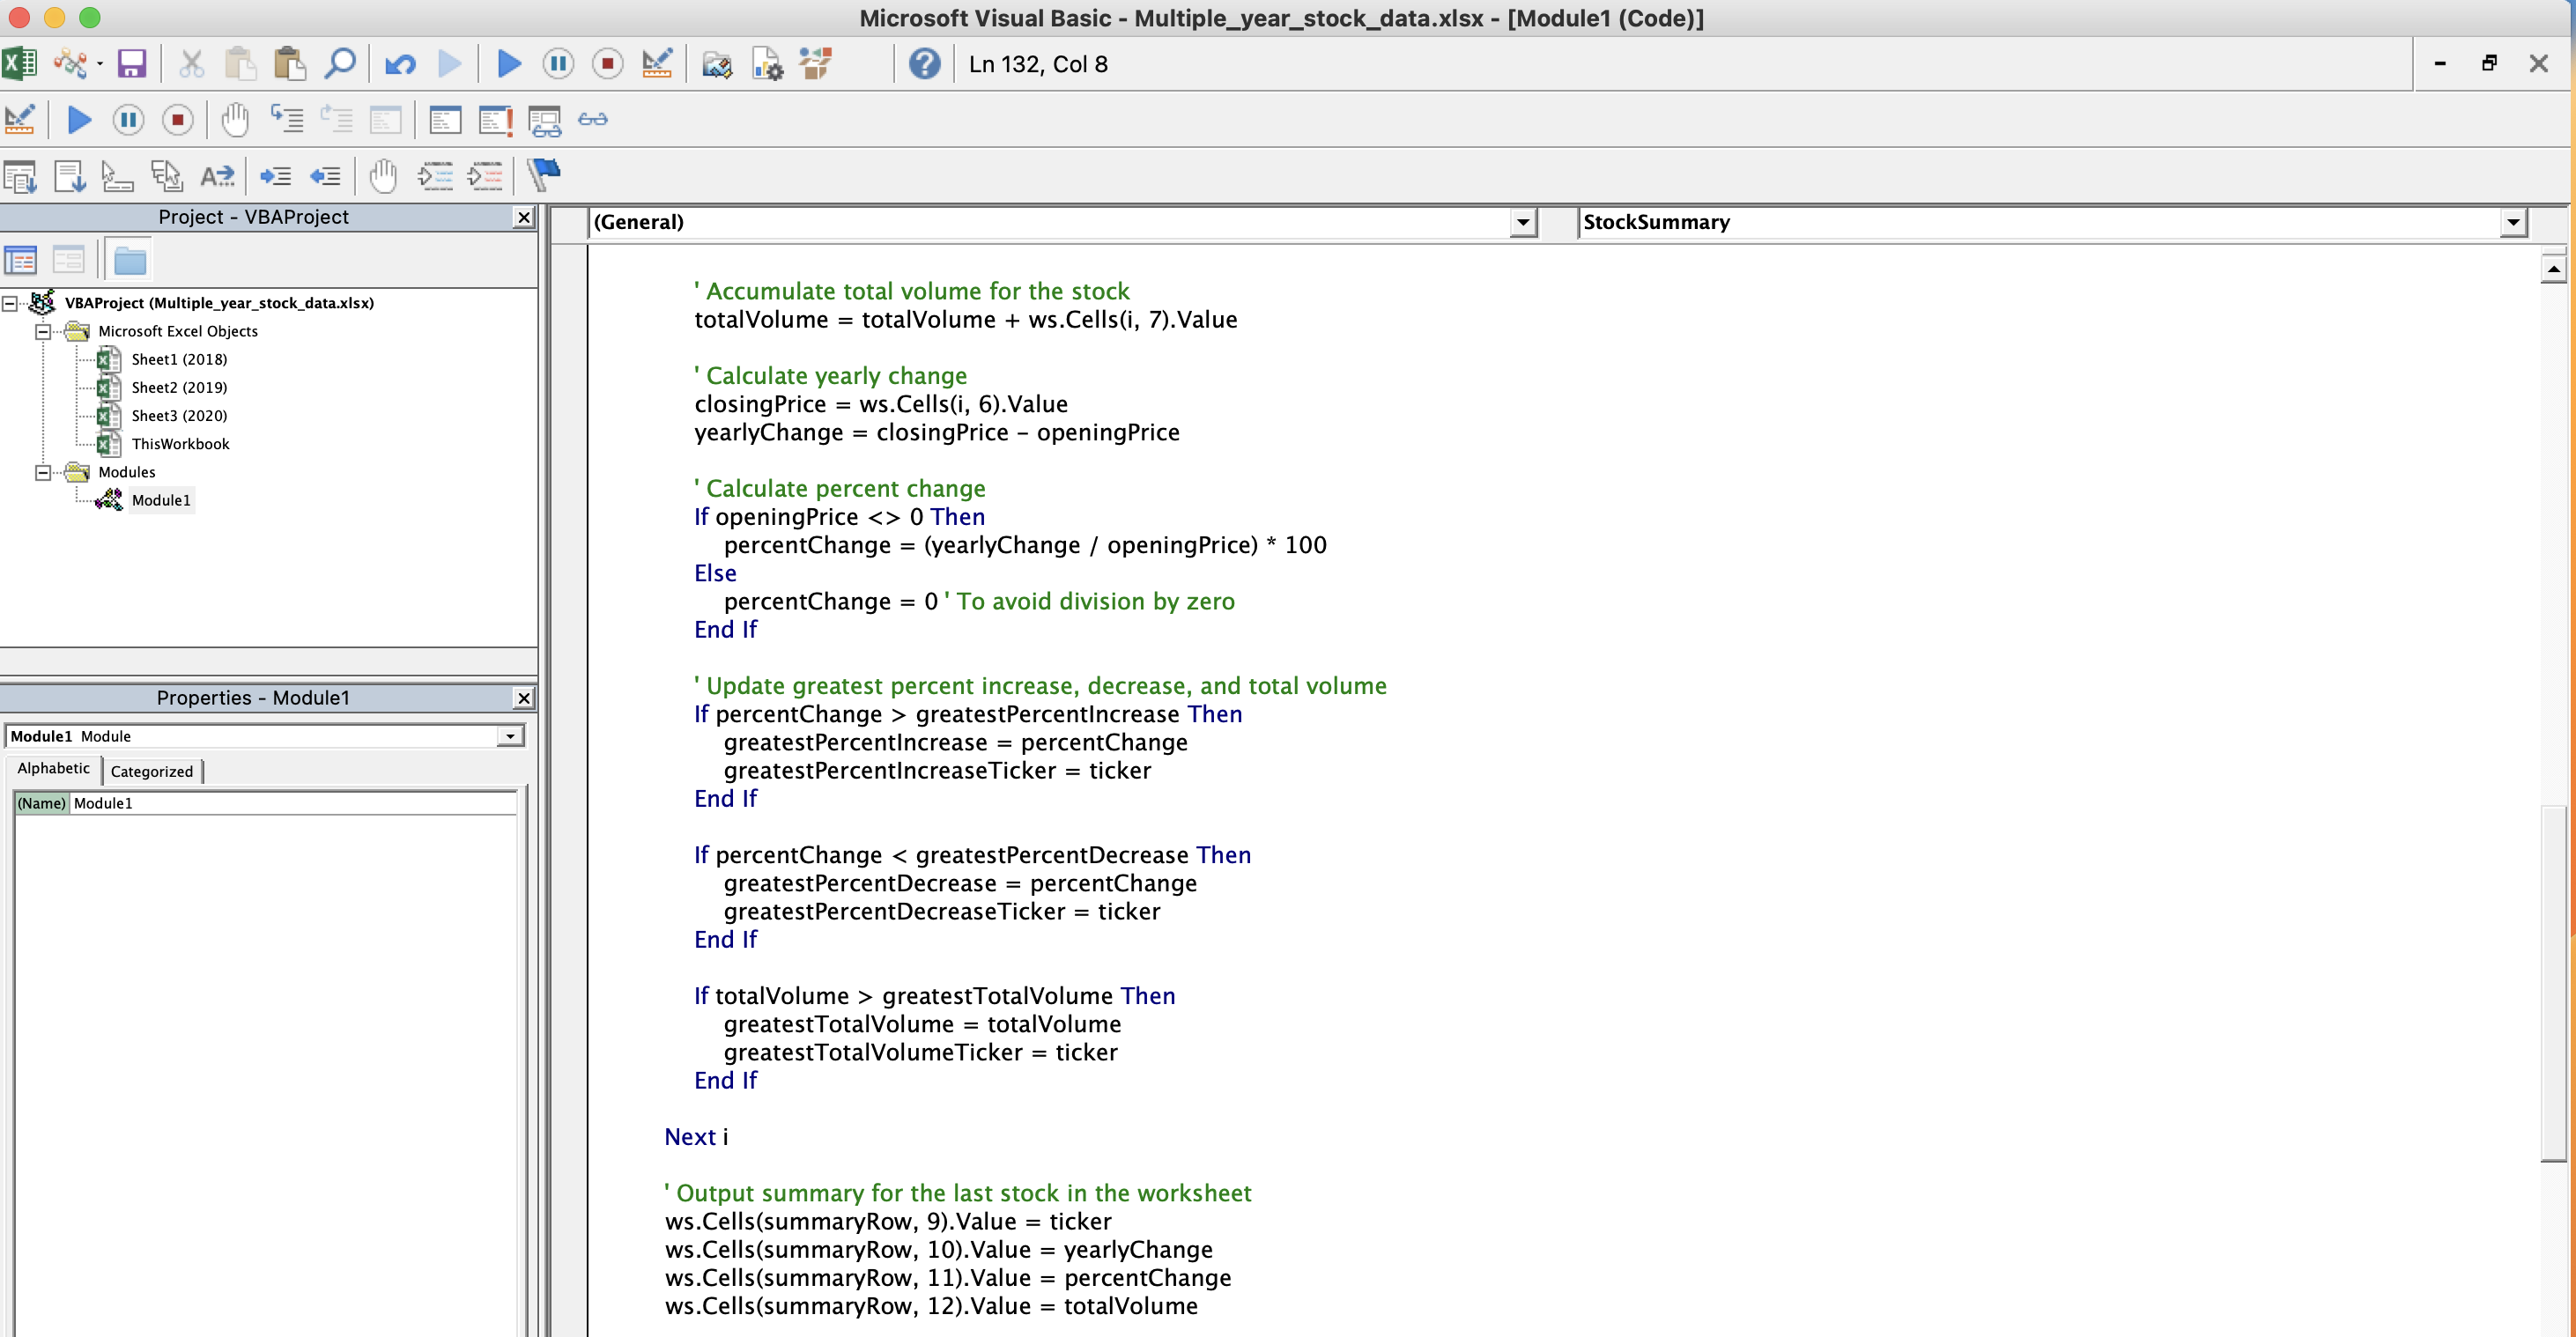 Microsoft Visual Basic - Multiple_year_stock_data.xlsx - [Module1 (Code)]
Ln 132, Col 8
Project - VBAProject
VBAProject (Multiple_year_stock_data.xlsx)
Microsoft Excel Objects
Sheet1 (2018)
Sheet2 (2019)
Sheet3 (2020)
ThisWorkbook
Modules
Module1
Properties - Module1
Module1 Module
Alphabetic
Categorized
(Name) Module1
(General)
StockSummary
' Accumulate total volume for the stock
totalVolume = totalVolume + ws.Cells(i, 7).Value
' Calculate yearly change
closingPrice = ws.Cells(i, 6).Value
yearlyChange = closingPrice - openingPrice
' Calculate percent change
If openingPrice <> 0 Then
percentChange = (yearlyChange / openingPrice) * 100
Else
percentChange = 0 ' To avoid division by zero
End If
' Update greatest percent increase, decrease, and total volume
If percentChange > greatestPercentIncrease Then
greatestPercentIncrease = percentChange
greatestPercentIncreaseTicker = ticker
End If
If percentChange < greatestPercentDecrease Then
greatestPercentDecrease = percentChange
greatestPercentDecreaseTicker = ticker
End If
If totalVolume > greatestTotalVolume Then
greatestTotalVolume = totalVolume
greatestTotalVolumeTicker = ticker
End If
Next i
' Output summary for the last stock in the worksheet
ws.Cells(summaryRow, 9).Value = ticker
ws.Cells(summaryRow, 10).Value = yearlyChange
ws.Cells(summaryRow, 11).Value = percentChange
ws.Cells(summaryRow, 12).Value = totalVolume